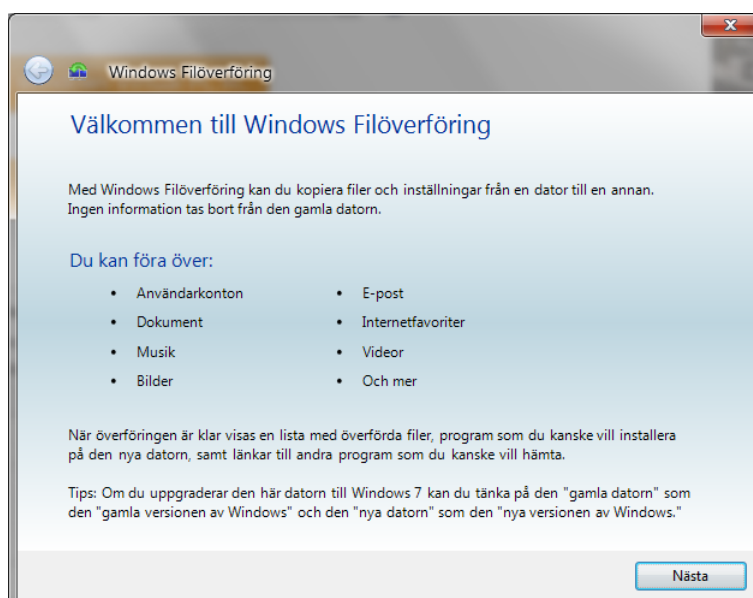 Windows Filöverföring
Välkommen till Windows Filöverföring
Med Windows Filöverföring kan du kopiera filer och inställningar från en dator till en annan.
Ingen information tas bort från den gamla datorn.
Du kan föra över:
• Användarkonton
• E-post
• Dokument
• Internetfavoriter
• Musik
• Videor
• Bilder
• Och mer
När överföringen är klar visas en lista med överförda filer, program som du kanske vill installera
på den nya datorn, samt länkar till andra program som du kanske vill hämta.
Tips: Om du uppgraderar den här datorn till Windows 7 kan du tänka på den "gamla datorn" som
den "gamla versionen av Windows" och den "nya datorn" som den "nya versionen av Windows."
Nästa